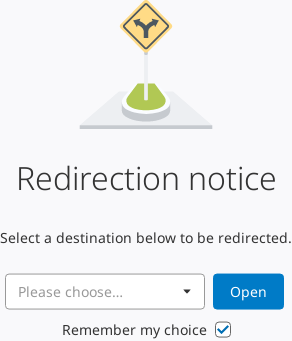 Redirection notice
Select a destination below to be redirected.
Please choose...
Open
Remember my choice